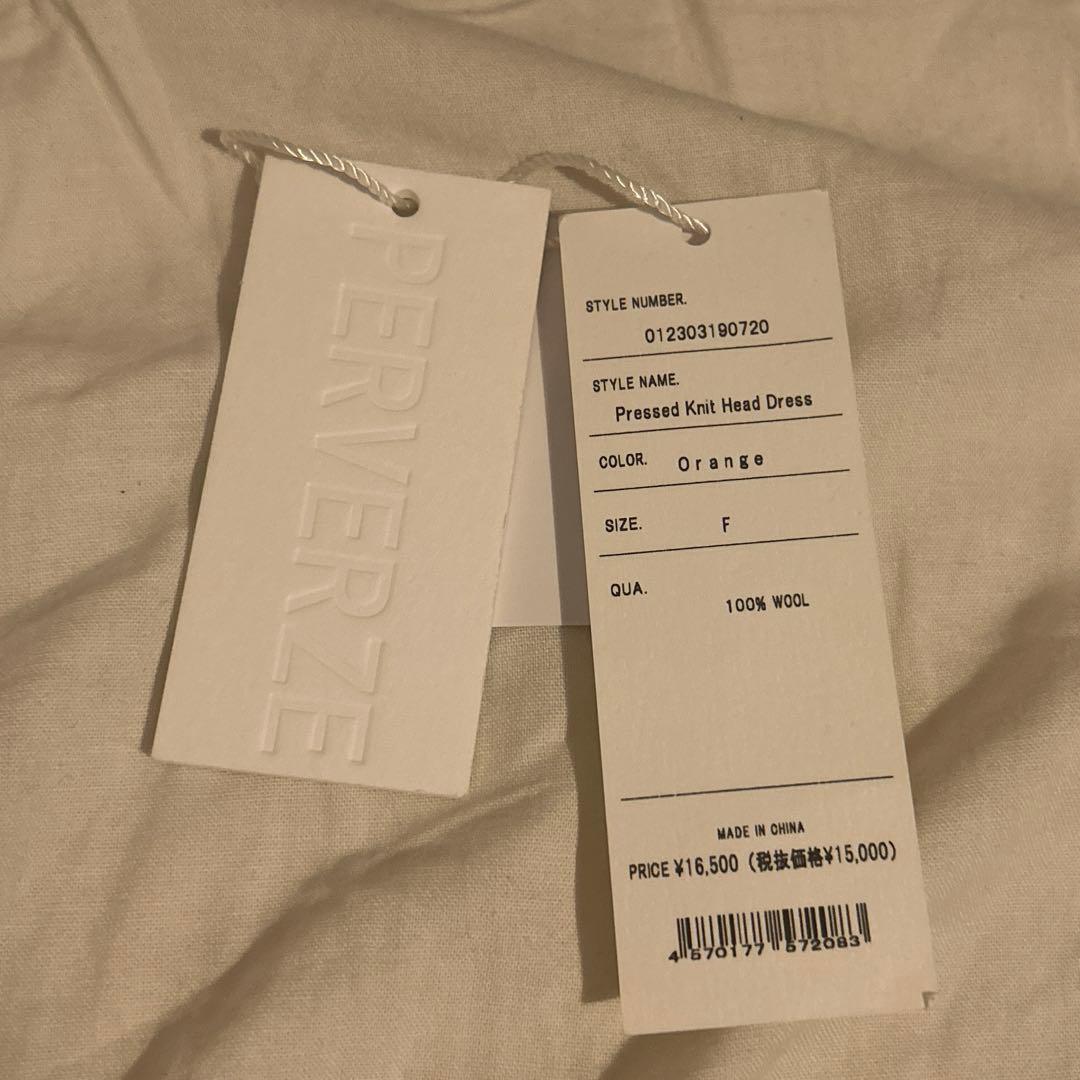 PERVERZE
STYLE NUMBER.
012303190720
STYLE NAME.
Pressed Knit Head Dress
COLOR. Orange
SIZE. F
QUA.
100% WOOL
MADE IN CHINA
PRICE ¥16,500（税抜価格¥15,000）
4 570177 572083